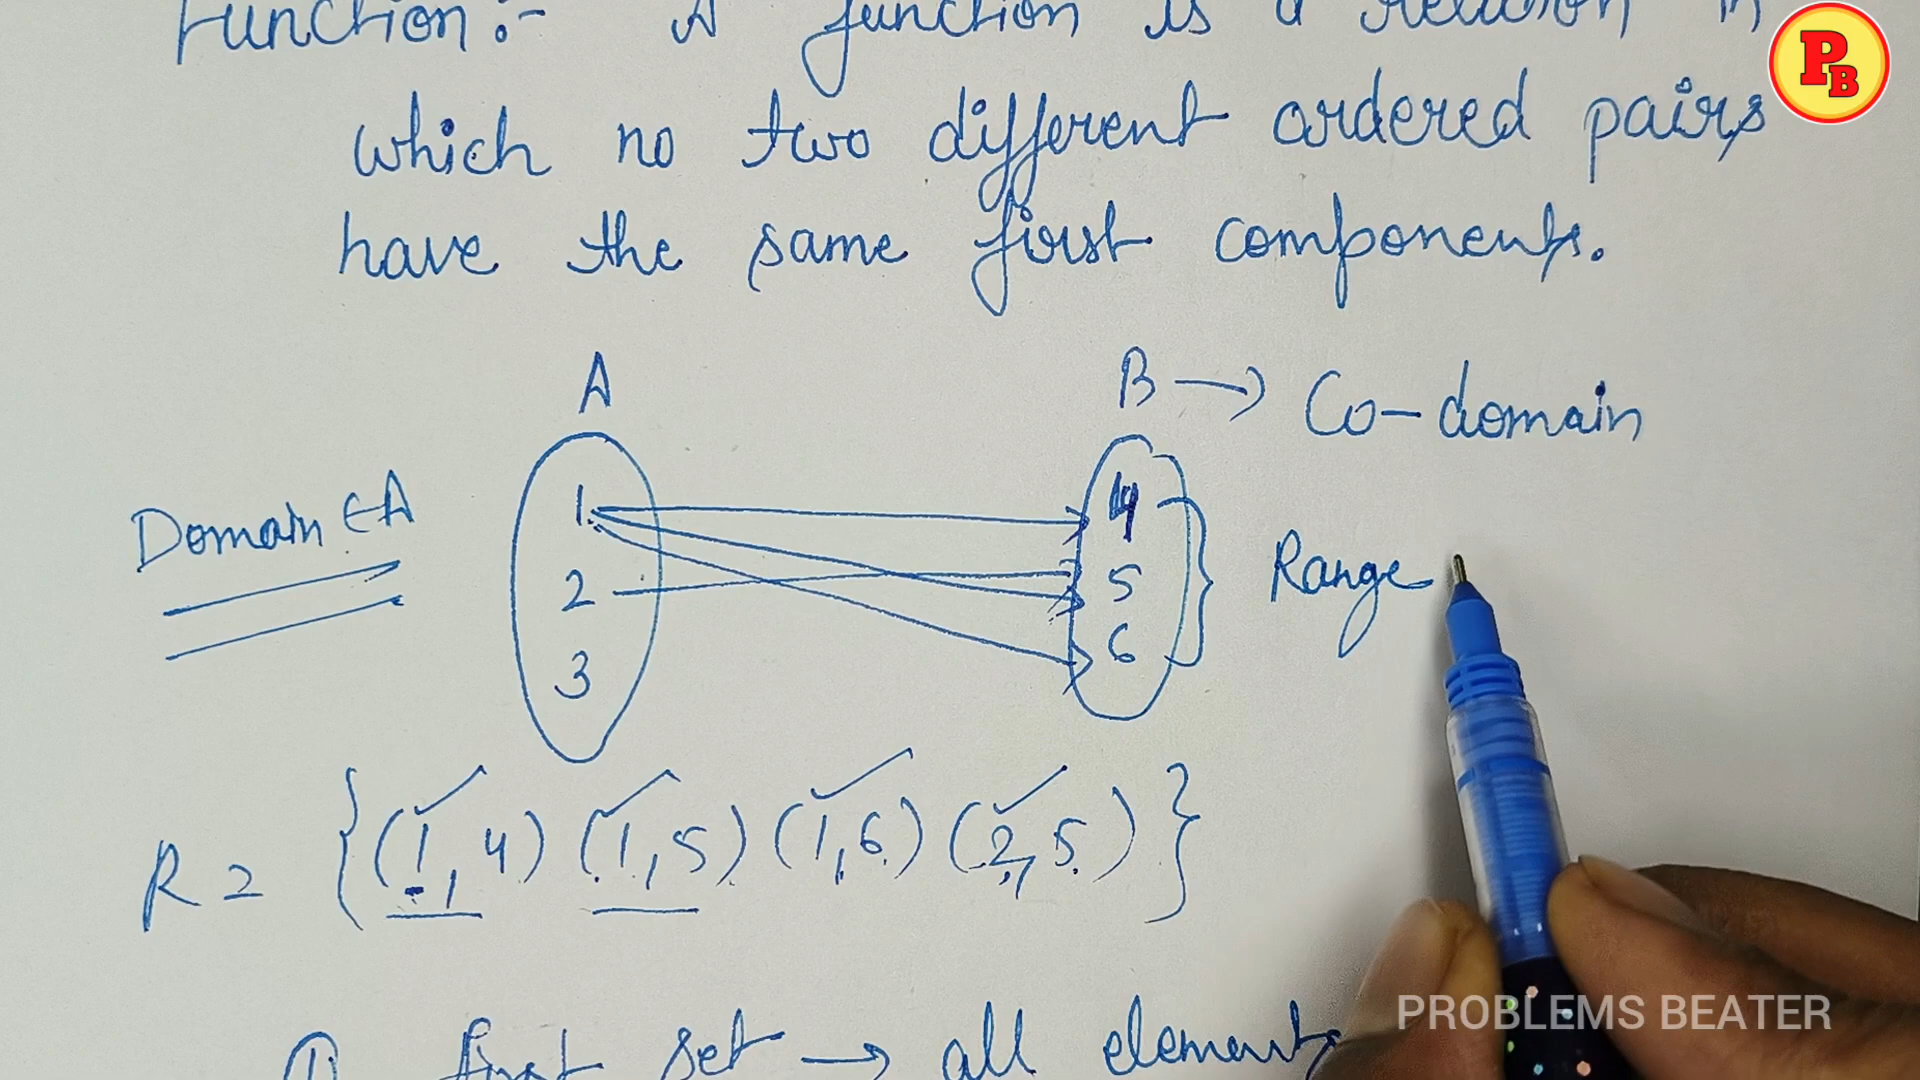 Function:- A function is a relation in
which no two different ordered pairs
have the same first components.
A
B → Co-domain
Domain ∈ A
1
2
3
4
5
6
Range
R = {(1,4) (1,5) (1,6) (2,5)}
① first set → all elements
PB
PROBLEMS BEATER